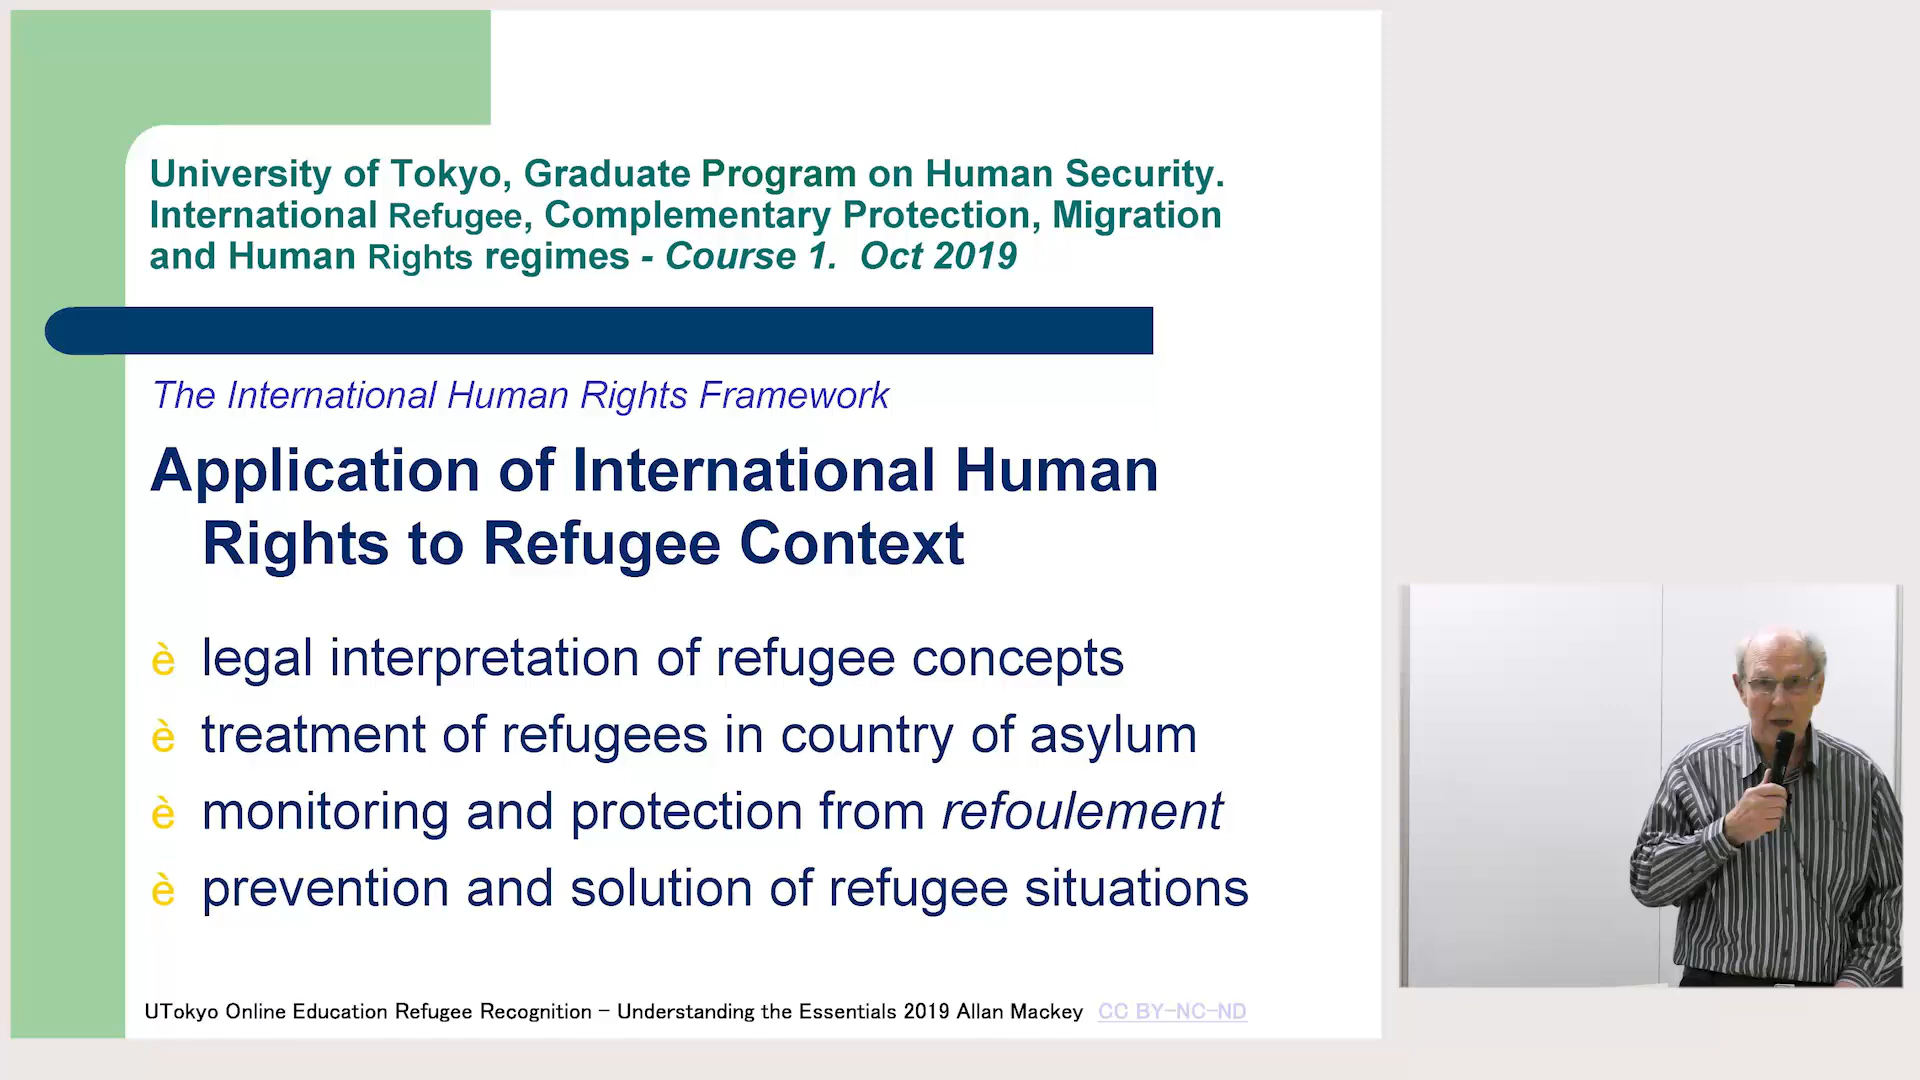 University of Tokyo, Graduate Program on Human Security.
International Refugee, Complementary Protection, Migration
and Human Rights regimes - Course 1.  Oct 2019
The International Human Rights Framework
Application of International Human
Rights to Refugee Context
è legal interpretation of refugee concepts
è treatment of refugees in country of asylum
è monitoring and protection from refoulement
è prevention and solution of refugee situations
UTokyo Online Education Refugee Recognition – Understanding the Essentials 2019 Allan Mackey CC BY-NC-ND